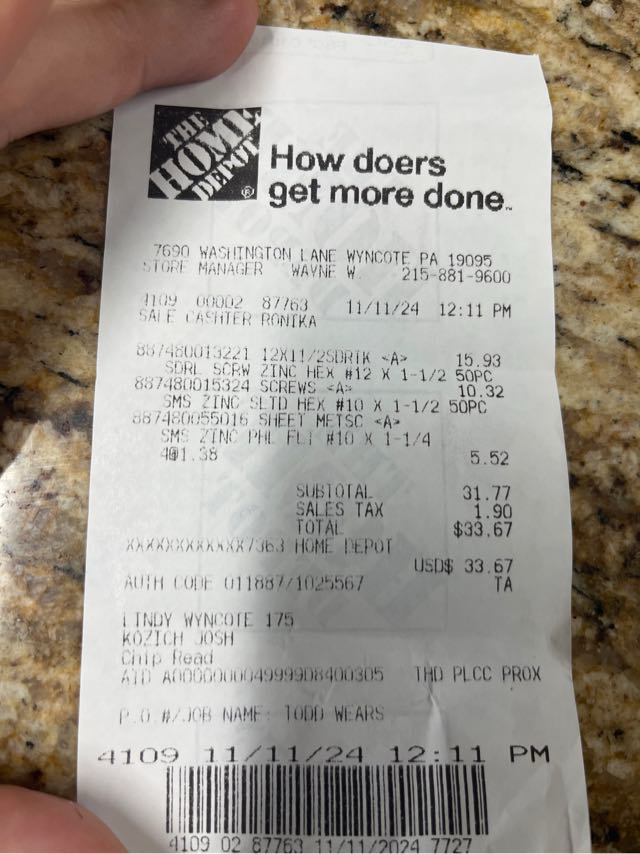 THE
HOME
DEPOT
®
How doers
get more done™
7690 WASHINGTON LANE WYNCOTE PA 19095
STORE MANAGER WAYNE W. 215-881-9600
4109 00002 87763 11/11/24 12:11 PM
SALE CASHIER RONIKA
887480013221 12X11/2SDRIK <A> 15.93
SDRL SCRW ZINC HEX #12 X 1-1/2 50PC
887480015324 SCREWS <A> 10.32
SMS ZINC SLTD HEX #10 X 1-1/2 50PC
887480055016 SHEET METSC <A>
SMS ZINC PHL FLT #10 X 1-1/4
4@1.38 5.52
SUBTOTAL 31.77
SALES TAX 1.90
TOTAL $33.67
XXXXXXXXXXXX7363 HOME DEPOT
USD$ 33.67
AUTH CODE 011887/1025567 TA
LINDY WYNCOTE 175
KOZICH JOSH
Chip Read
AID A0000000049999D8400305 THD PLCC PROX
P.O.#/JOB NAME: TODD WEARS
4109 11/11/24 12:11 PM
4109 02 87763 11/11/2024 7727